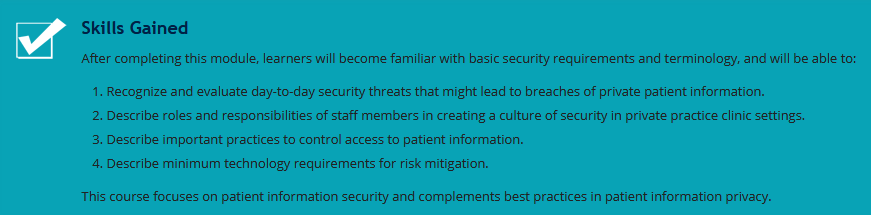 Skills Gained
After completing this module, learners will become familiar with basic security requirements and terminology, and will be able to:
1. Recognize and evaluate day-to-day security threats that might lead to breaches of private patient information.
2. Describe roles and responsibilities of staff members in creating a culture of security in private practice clinic settings.
3. Describe important practices to control access to patient information.
4. Describe minimum technology requirements for risk mitigation.
This course focuses on patient information security and complements best practices in patient information privacy.